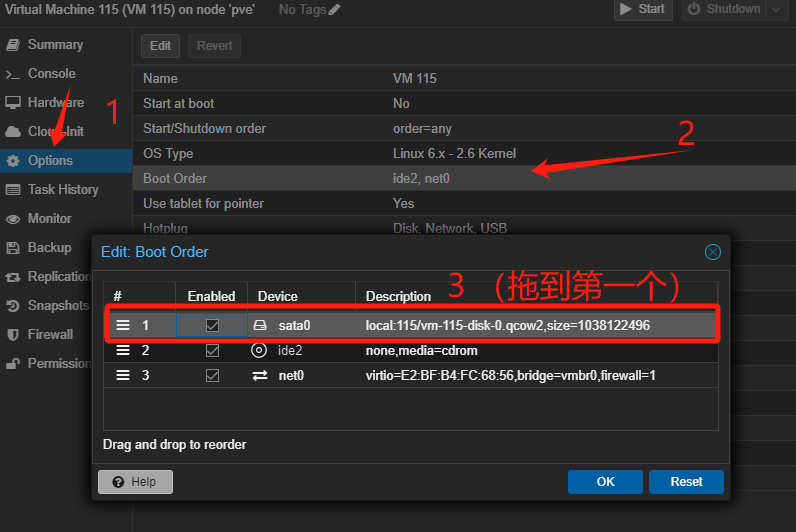 Virtual Machine 115 (VM 115) on node 'pve' No Tags Start Shutdown
Summary
Console
Hardware
Cloud-Init
Options
Task History
Monitor
Backup
Replication
Snapshots
Firewall
Permission
1
Edit Revert
Name VM 115
Start at boot No
Start/Shutdown order order=any
OS Type Linux 6.x - 2.6 Kernel
Boot Order ide2, net0
Use tablet for pointer Yes
Hotplug Disk, Network, USB
2
Edit: Boot Order
3 （拖到第一个）
# Enabled Device Description
1 sata0 local:115/vm-115-disk-0.qcow2,size=1038122496
2 ide2 none,media=cdrom
3 net0 virtio=E2:BF:B4:FC:68:56,bridge=vmbr0,firewall=1
Drag and drop to reorder
Help OK Reset